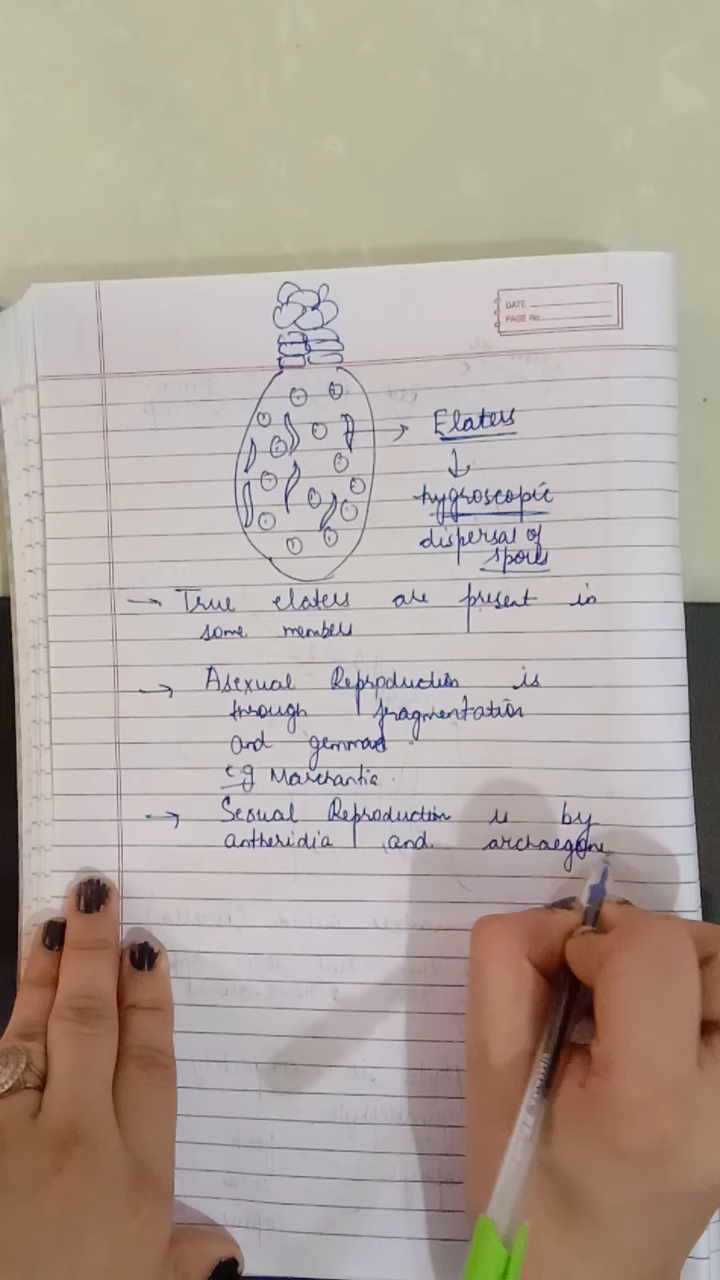 DATE
PAGE No.
Elaters
hygroscopic
dispersal of
spores
True elaters are present in
some members
Asexual Reproduction is
through fragmentation
and gemmae
eg Marchantia.
Sexual Reproduction is by
antheridia and archaegone